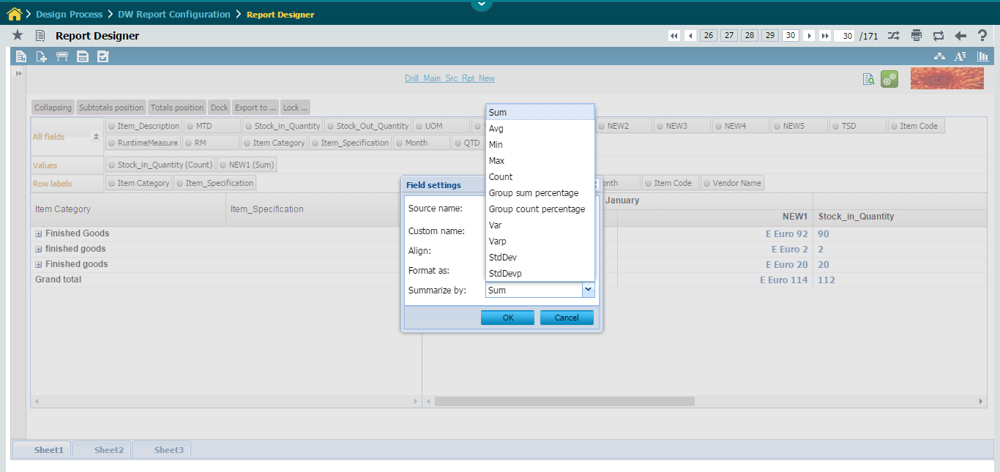 Design Process DW Report Configuration Report Designer
Report Designer 26 27 28 29 30 30 /171 ?
Drill_Main_Src_Rpt_New
Collapsing Subtotals position Totals position Dock Export to ... Lock ...
All fields
Item_Description MTD Stock_in_Quantity Stock_Out_Quantity UOM NEW2 NEW3 NEW4 NEW5 TSD Item Code
RuntimeMeasure RM Item Category Item_Specification Month QTD
Values Stock_in_Quantity (Count) NEW1 (Sum)
Row labels Item Category Item_Specification Item Code Vendor Name
Sum
Avg
Min
Max
Count
Group sum percentage
Group count percentage
Var
Varp
StdDev
StdDevp
Field settings
Source name:
Custom name:
Align:
Format as:
Summarize by: Sum
OK Cancel
Item Category Item_Specification January
NEW1 Stock_in_Quantity
Finished Goods E Euro 92 90
finished goods E Euro 2 2
Finished goods E Euro 20 20
Grand total E Euro 114 112
Sheet1 Sheet2 Sheet3